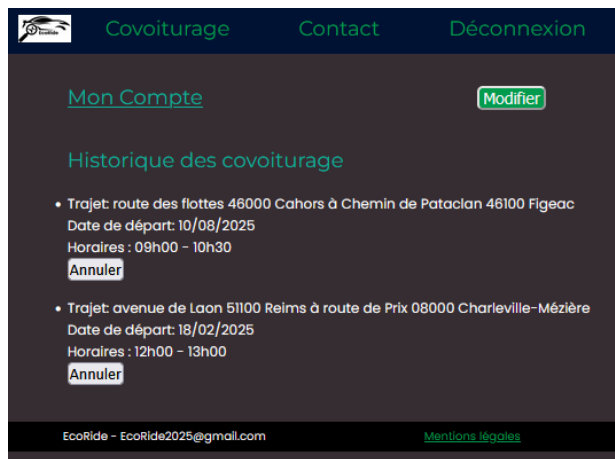 EcoRide
Covoiturage
Contact
Déconnexion
Mon Compte
Modifier
Historique des covoiturage
• Trajet: route des flottes 46000 Cahors à Chemin de Pataclan 46100 Figeac
Date de départ: 10/08/2025
Horaires : 09h00 - 10h30
Annuler
• Trajet: avenue de Laon 51100 Reims à route de Prix 08000 Charleville-Mézière
Date de départ: 18/02/2025
Horaires : 12h00 - 13h00
Annuler
EcoRide - EcoRide2025@gmail.com
Mentions légales